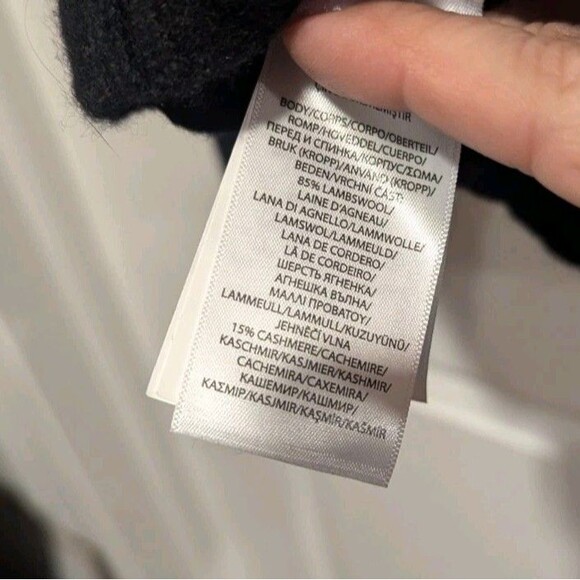 BODY/CORPS/CORPO/OBERTEIL/
ROMP/HOVEDDEL/CUERPO/
ПЕРЕД И СПИНКА/КОРПУС/ΣΩΜΑ/
BRUK (KROPP)/ANVÄND (KROPP)/
BEDEN/VRCHNÍ ČÁST:
85% LAMBSWOOL/
LAINE D'AGNEAU/
LANA DI AGNELLO/LAMMWOLLE/
LAMSWOL/LAMMEULD/
LANA DE CORDERO/
LÃ DE CORDEIRO/
ШЕРСТЬ ЯГНЕНКА/
АГНЕШКА ВЪЛНА/
ΜΑΛΛΙ ΠΡΟΒΑΤΟΥ/
LAMMEULL/LAMMULL/KUZUYÜNÜ/
JEHNĚČÍ VLNA
15% CASHMERE/CACHEMIRE/
KASCHMIR/KASJMIER/KASHMIR/
CACHEMIRA/CAXEMIRA/
КАШЕМИР/КАШМИР/
ΚΑΣΜΙΡ/KASJMIR/KAŞMİR/KAŠMÍR